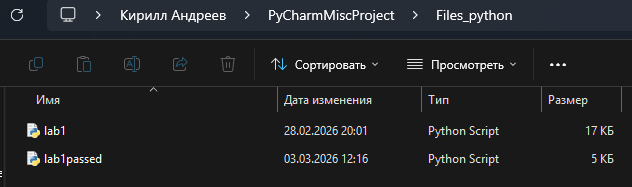 Кирилл Андреев > PyCharmMiscProject > Files_python
Сортировать Просмотреть
Имя Дата изменения Тип Размер
lab1 28.02.2026 20:01 Python Script 17 КБ
lab1passed 03.03.2026 12:16 Python Script 5 КБ